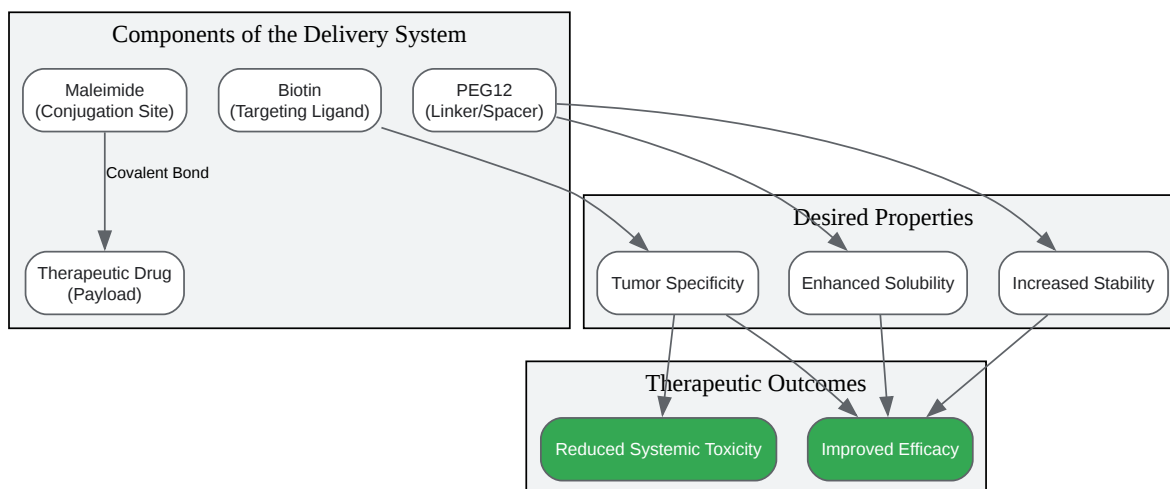 Components of the Delivery System
Maleimide
(Conjugation Site)
Biotin
(Targeting Ligand)
PEG12
(Linker/Spacer)
Covalent Bond
Therapeutic Drug
(Payload)
Desired Properties
Tumor Specificity
Enhanced Solubility
Increased Stability
Therapeutic Outcomes
Reduced Systemic Toxicity
Improved Efficacy